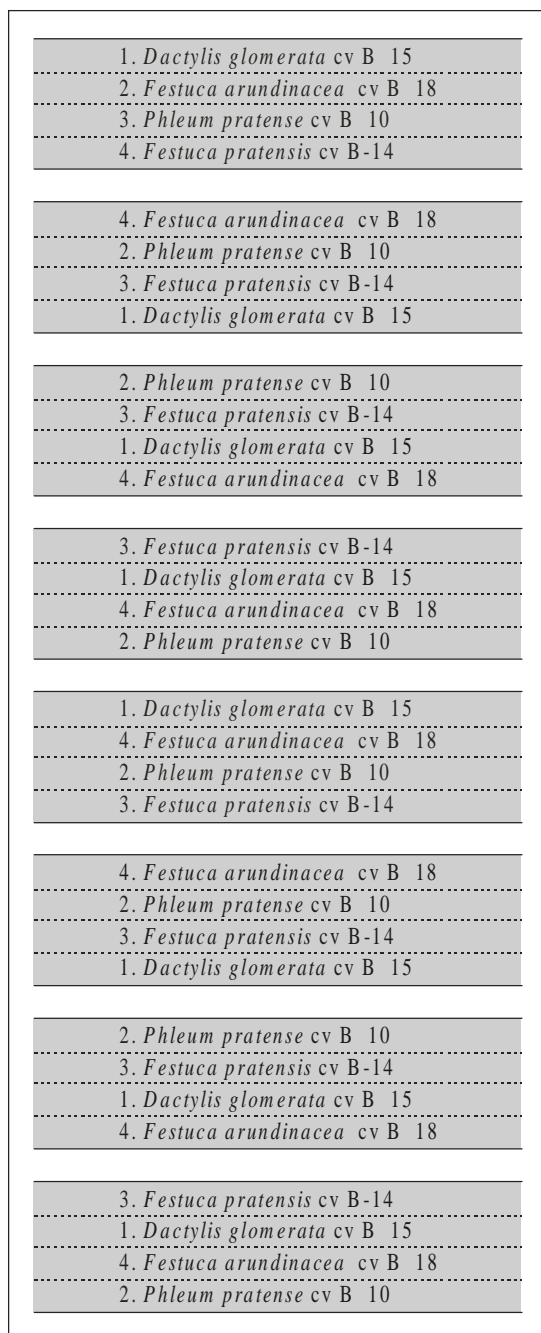 1. Dactylis glomerata cv B 15
2. Festuca arundinacea cv B 18
3. Phleum pratense cv B 10
4. Festuca pratensis cv B-14
4. Festuca arundinacea cv B 18
2. Phleum pratense cv B 10
3. Festuca pratensis cv B-14
1. Dactylis glomerata cv B 15
2. Phleum pratense cv B 10
3. Festuca pratensis cv B-14
1. Dactylis glomerata cv B 15
4. Festuca arundinacea cv B 18
3. Festuca pratensis cv B-14
1. Dactylis glomerata cv B 15
4. Festuca arundinacea cv B 18
2. Phleum pratense cv B 10
1. Dactylis glomerata cv B 15
4. Festuca arundinacea cv B 18
2. Phleum pratense cv B 10
3. Festuca pratensis cv B-14
4. Festuca arundinacea cv B 18
2. Phleum pratense cv B 10
3. Festuca pratensis cv B-14
1. Dactylis glomerata cv B 15
2. Phleum pratense cv B 10
3. Festuca pratensis cv B-14
1. Dactylis glomerata cv B 15
4. Festuca arundinacea cv B 18
3. Festuca pratensis cv B-14
1. Dactylis glomerata cv B 15
4. Festuca arundinacea cv B 18
2. Phleum pratense cv B 10